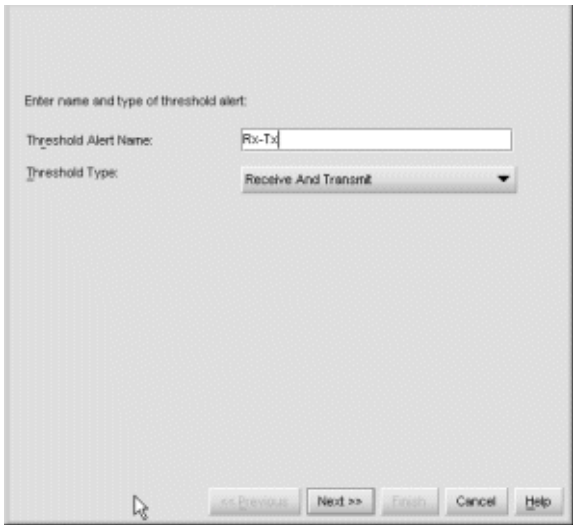 Enter name and type of threshold alert:
Threshold Alert Name: Rx-Tx
Threshold Type: Receive And Transmit
<< Previous Next >> Finish Cancel Help